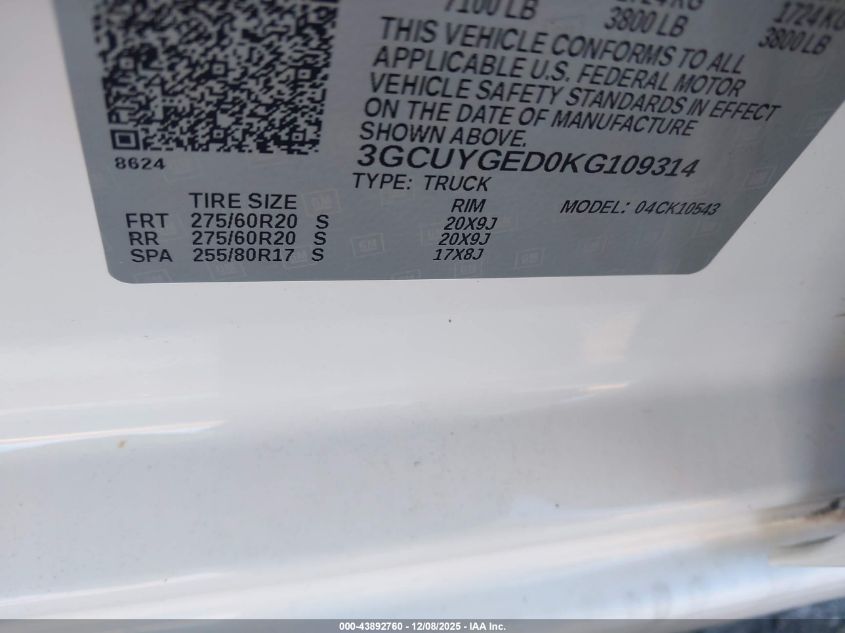 7100 LB
1724 KG 1724 KG
3800 LB 3800 LB
THIS VEHICLE CONFORMS TO ALL
APPLICABLE U.S. FEDERAL MOTOR
VEHICLE SAFETY STANDARDS IN EFFECT
ON THE DATE OF MANUFACTURE
SHOWN ABOVE.
8624
3GCUYGED0KG109314
TYPE: TRUCK
TIRE SIZE RIM MODEL: 04CK10543
FRT 275/60R20 S 20X9J
RR 275/60R20 S 20X9J
SPA 255/80R17 S 17X8J
000-43892760 - 12/08/2025 - IAA Inc.